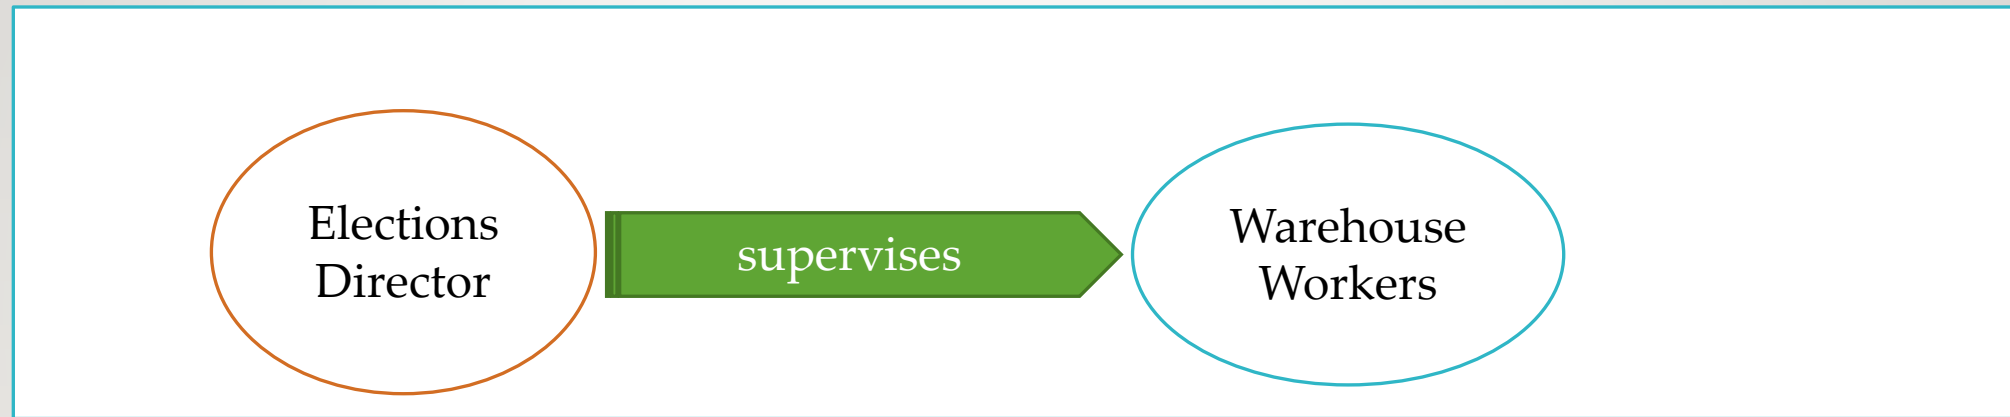 Elections
Director
supervises
Warehouse
Workers